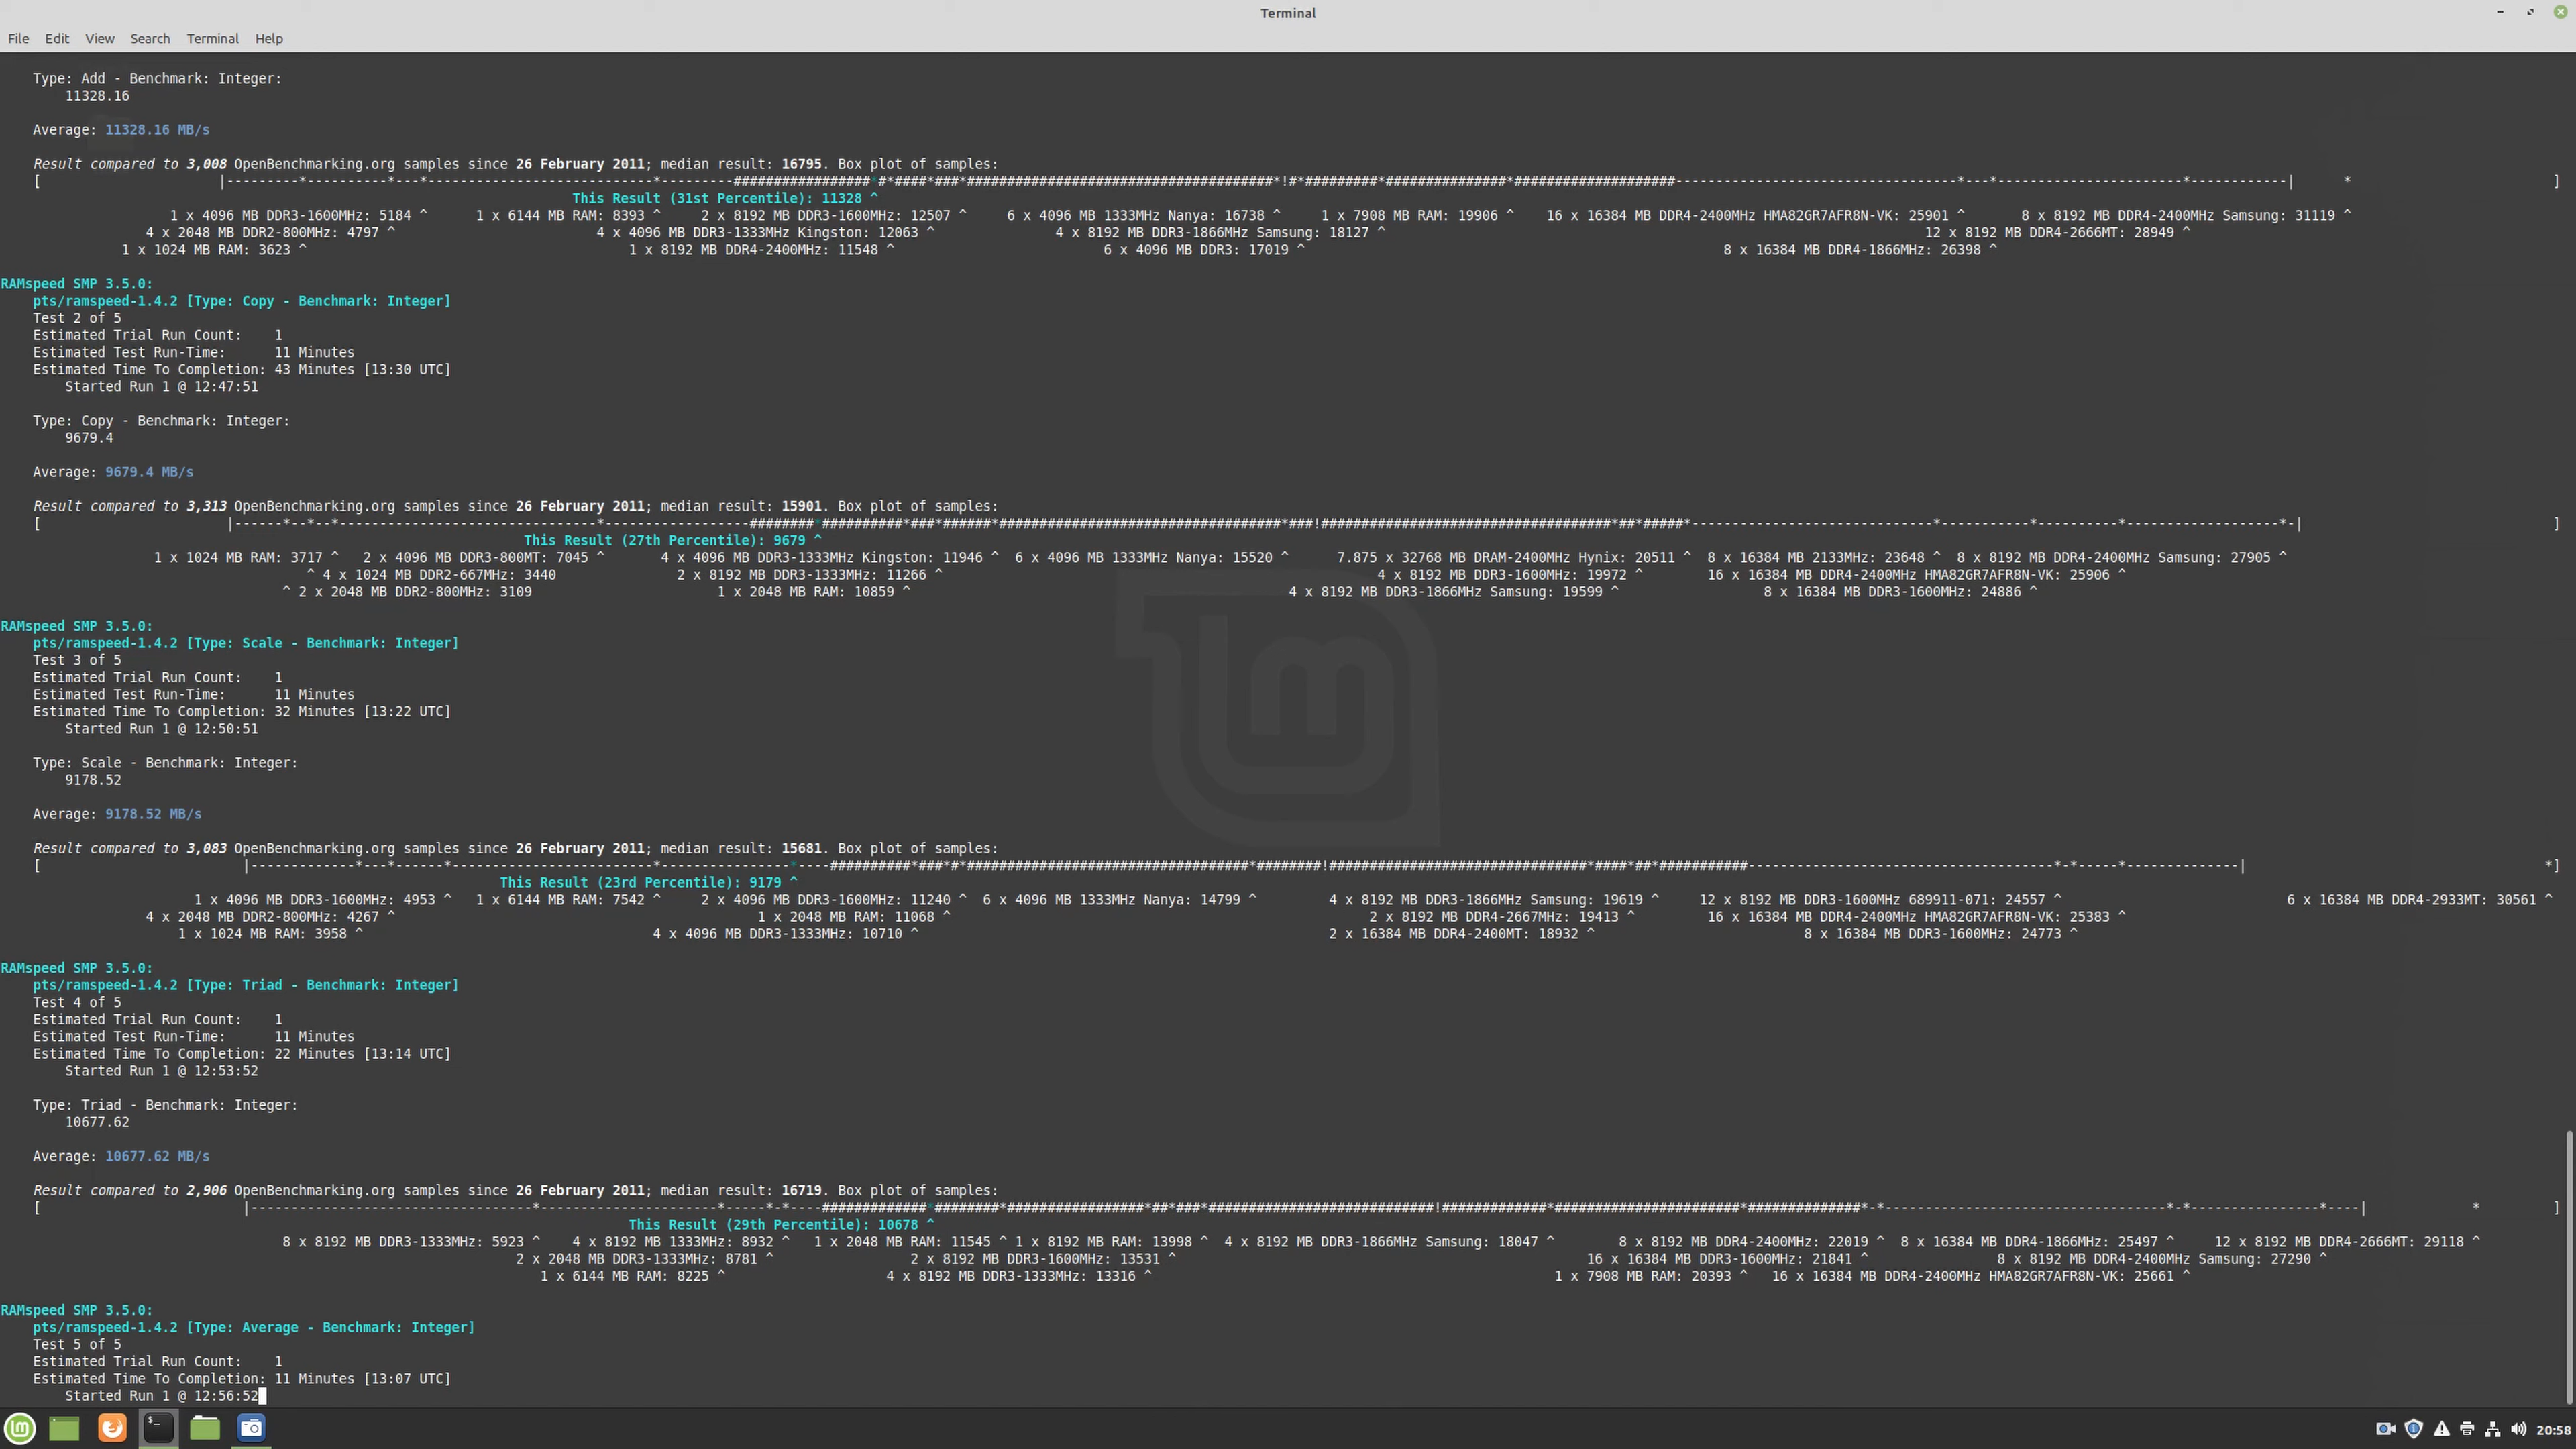 Terminal
File Edit View Search Terminal Help
Type: Add - Benchmark: Integer:
11328.16
Average: 11328.16 MB/s
Result compared to 3,008 OpenBenchmarking.org samples since 26 February 2011; median result: 16795. Box plot of samples:
This Result (31st Percentile): 11328 ^
1 x 4096 MB DDR3-1600MHz: 5184 ^ 1 x 6144 MB RAM: 8393 ^ 2 x 8192 MB DDR3-1600MHz: 12507 ^ 6 x 4096 MB 1333MHz Nanya: 16738 ^ 1 x 7908 MB RAM: 19906 ^ 16 x 16384 MB DDR4-2400MHz HMA82GR7AFR8N-VK: 25901 ^ 8 x 8192 MB DDR4-2400MHz Samsung: 31119 ^
4 x 2048 MB DDR2-800MHz: 4797 ^ 4 x 4096 MB DDR3-1333MHz Kingston: 12063 ^ 4 x 8192 MB DDR3-1866MHz Samsung: 18127 ^ 12 x 8192 MB DDR4-2666MT: 28949 ^
1 x 1024 MB RAM: 3623 ^ 1 x 8192 MB DDR4-2400MHz: 11548 ^ 6 x 4096 MB DDR3: 17019 ^ 8 x 16384 MB DDR4-1866MHz: 26398 ^
RAMspeed SMP 3.5.0:
pts/ramspeed-1.4.2 [Type: Copy - Benchmark: Integer]
Test 2 of 5
Estimated Trial Run Count: 1
Estimated Test Run-Time: 11 Minutes
Estimated Time To Completion: 43 Minutes [13:30 UTC]
Started Run 1 @ 12:47:51
Type: Copy - Benchmark: Integer:
9679.4
Average: 9679.4 MB/s
Result compared to 3,313 OpenBenchmarking.org samples since 26 February 2011; median result: 15901. Box plot of samples:
This Result (27th Percentile): 9679 ^
1 x 1024 MB RAM: 3717 ^ 2 x 4096 MB DDR3-800MT: 7045 ^ 4 x 4096 MB DDR3-1333MHz Kingston: 11946 ^ 6 x 4096 MB 1333MHz Nanya: 15520 ^ 7.875 x 32768 MB DRAM-2400MHz Hynix: 20511 ^ 8 x 16384 MB 2133MHz: 23648 ^ 8 x 8192 MB DDR4-2400MHz Samsung: 27905 ^
^ 4 x 1024 MB DDR2-667MHz: 3440 2 x 8192 MB DDR3-1333MHz: 11266 ^ 4 x 8192 MB DDR3-1600MHz: 19972 ^ 16 x 16384 MB DDR4-2400MHz HMA82GR7AFR8N-VK: 25906 ^
^ 2 x 2048 MB DDR2-800MHz: 3109 1 x 2048 MB RAM: 10859 ^ 4 x 8192 MB DDR3-1866MHz Samsung: 19599 ^ 8 x 16384 MB DDR3-1600MHz: 24886 ^
RAMspeed SMP 3.5.0:
pts/ramspeed-1.4.2 [Type: Scale - Benchmark: Integer]
Test 3 of 5
Estimated Trial Run Count: 1
Estimated Test Run-Time: 11 Minutes
Estimated Time To Completion: 32 Minutes [13:22 UTC]
Started Run 1 @ 12:50:51
Type: Scale - Benchmark: Integer:
9178.52
Average: 9178.52 MB/s
Result compared to 3,083 OpenBenchmarking.org samples since 26 February 2011; median result: 15681. Box plot of samples:
This Result (23rd Percentile): 9179 ^
1 x 4096 MB DDR3-1600MHz: 4953 ^ 1 x 6144 MB RAM: 7542 ^ 2 x 4096 MB DDR3-1600MHz: 11240 ^ 6 x 4096 MB 1333MHz Nanya: 14799 ^ 4 x 8192 MB DDR3-1866MHz Samsung: 19619 ^ 12 x 8192 MB DDR3-1600MHz 689911-071: 24557 ^ 6 x 16384 MB DDR4-2933MT: 30561 ^
4 x 2048 MB DDR2-800MHz: 4267 ^ 1 x 2048 MB RAM: 11068 ^ 2 x 8192 MB DDR4-2667MHz: 19413 ^ 16 x 16384 MB DDR4-2400MHz HMA82GR7AFR8N-VK: 25383 ^
1 x 1024 MB RAM: 3958 ^ 4 x 4096 MB DDR3-1333MHz: 10710 ^ 2 x 16384 MB DDR4-2400MT: 18932 ^ 8 x 16384 MB DDR3-1600MHz: 24773 ^
RAMspeed SMP 3.5.0:
pts/ramspeed-1.4.2 [Type: Triad - Benchmark: Integer]
Test 4 of 5
Estimated Trial Run Count: 1
Estimated Test Run-Time: 11 Minutes
Estimated Time To Completion: 22 Minutes [13:14 UTC]
Started Run 1 @ 12:53:52
Type: Triad - Benchmark: Integer:
10677.62
Average: 10677.62 MB/s
Result compared to 2,906 OpenBenchmarking.org samples since 26 February 2011; median result: 16719. Box plot of samples:
This Result (29th Percentile): 10678 ^
8 x 8192 MB DDR3-1333MHz: 5923 ^ 4 x 8192 MB 1333MHz: 8932 ^ 1 x 2048 MB RAM: 11545 ^ 1 x 8192 MB RAM: 13998 ^ 4 x 8192 MB DDR3-1866MHz Samsung: 18047 ^ 8 x 8192 MB DDR4-2400MHz: 22019 ^ 8 x 16384 MB DDR4-1866MHz: 25497 ^ 12 x 8192 MB DDR4-2666MT: 29118 ^
2 x 2048 MB DDR3-1333MHz: 8781 ^ 2 x 8192 MB DDR3-1600MHz: 13531 ^ 16 x 16384 MB DDR3-1600MHz: 21841 ^ 8 x 8192 MB DDR4-2400MHz Samsung: 27290 ^
1 x 6144 MB RAM: 8225 ^ 4 x 8192 MB DDR3-1333MHz: 13316 ^ 1 x 7908 MB RAM: 20393 ^ 16 x 16384 MB DDR4-2400MHz HMA82GR7AFR8N-VK: 25661 ^
RAMspeed SMP 3.5.0:
pts/ramspeed-1.4.2 [Type: Average - Benchmark: Integer]
Test 5 of 5
Estimated Trial Run Count: 1
Estimated Time To Completion: 11 Minutes [13:07 UTC]
Started Run 1 @ 12:56:52
20:58